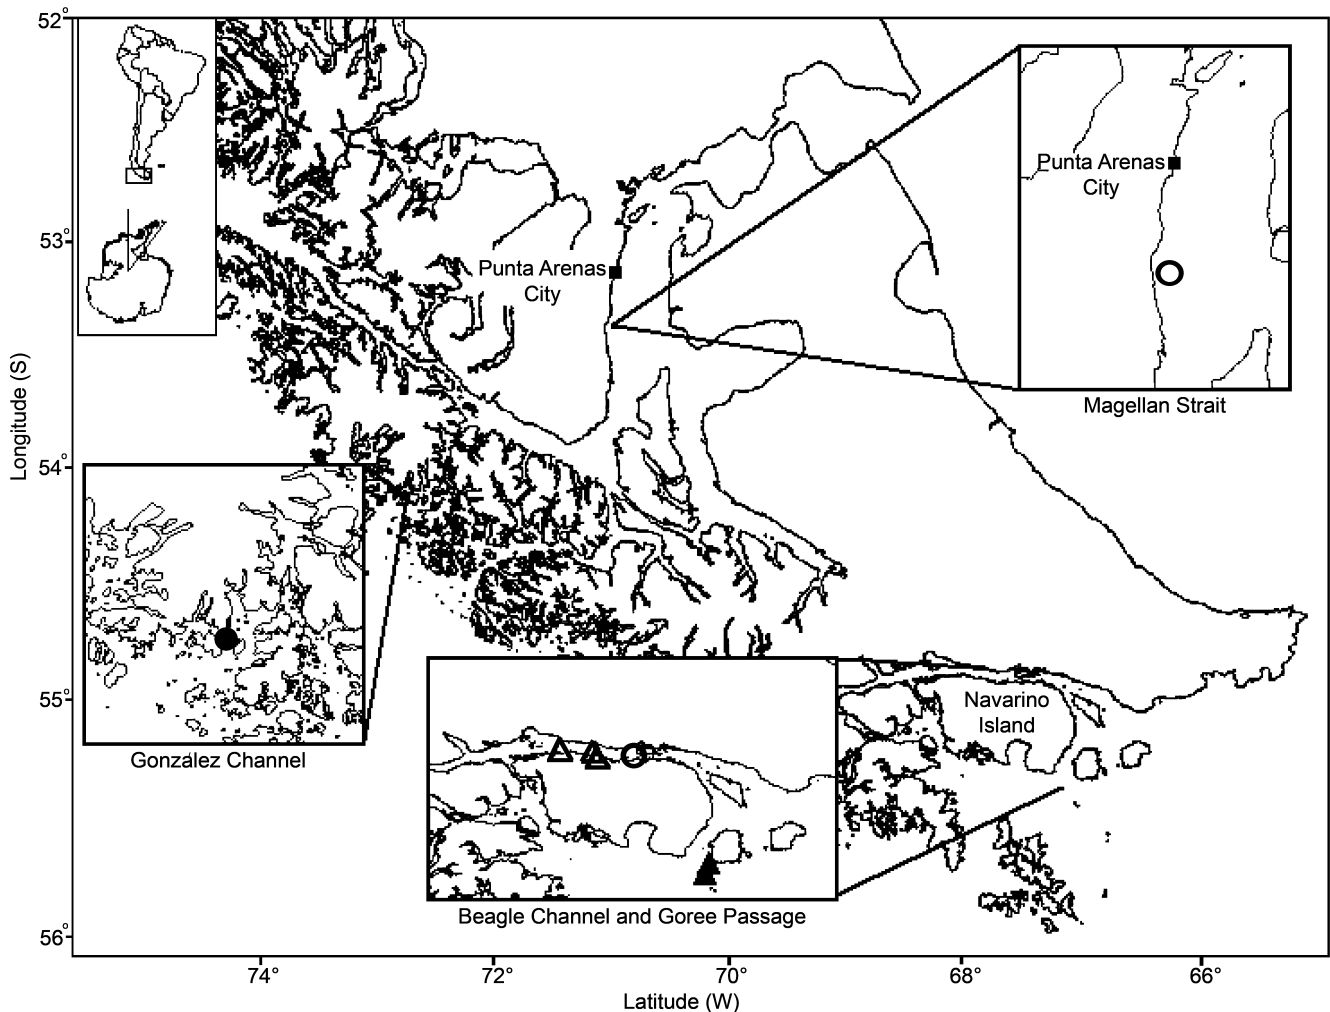 52°
53°
54°
55°
56°
Longitude (S)
Punta Arenas
City
Punta Arenas
City
Magellan Strait
González Channel
Navarino
Island
Beagle Channel and Goree Passage
74°
72°
70°
68°
66°
Latitude (W)